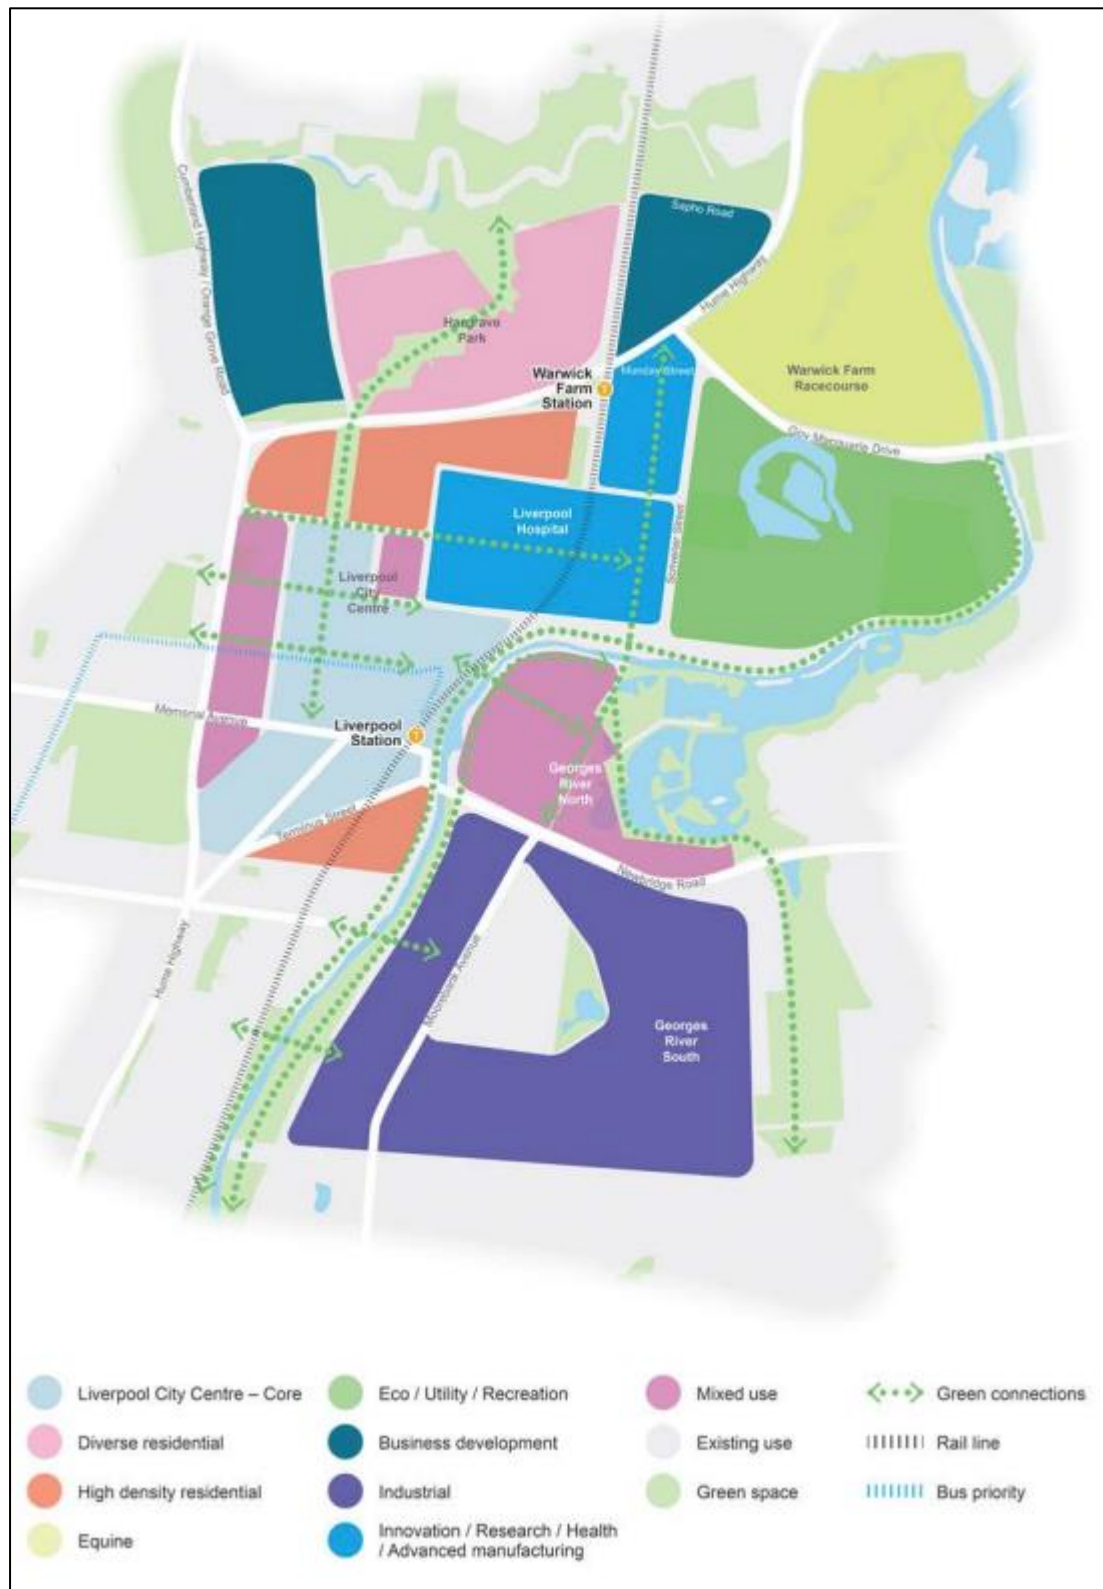 Sapho Road
Cumberland Highway / Orange Grove Road
Hume Highway
Hargrave
Park
Warwick
Farm
Station
T
Munday Street
Warwick Farm
Racecourse
Gov Macquarie Drive
Liverpool
Hospital
Scrivener Street
Liverpool
City
Centre
Memorial Avenue
Liverpool
Station
T
Georges
River
North
Terminus Street
Newbridge Road
Hume Highway
Moorebank Avenue
Georges
River
South
Liverpool City Centre – Core
Diverse residential
High density residential
Equine
Eco / Utility / Recreation
Business development
Industrial
Innovation / Research / Health
/ Advanced manufacturing
Mixed use
Existing use
Green space
Green connections
Rail line
Bus priority